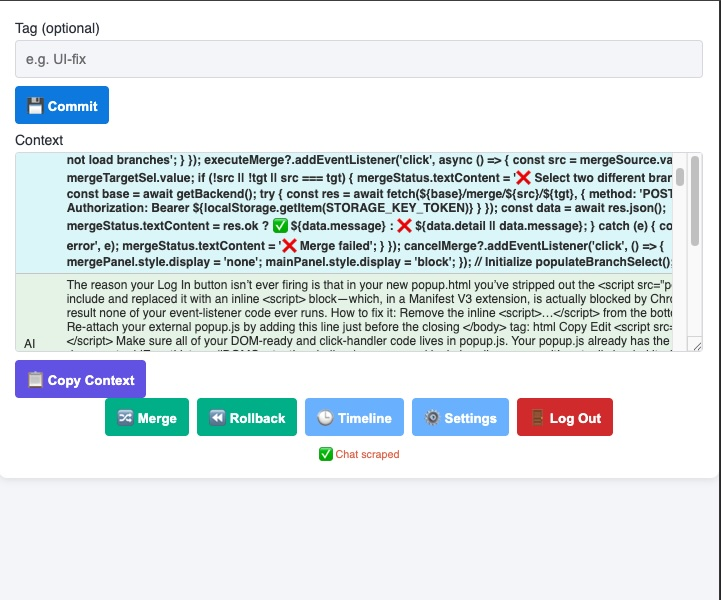 Tag (optional)
e.g. UI-fix
💾 Commit
Context
not load branches'; } }); executeMerge?.addEventListener('click', async () => { const src = mergeSource.va
mergeTargetSel.value; if (!src || !tgt || src === tgt) { mergeStatus.textContent = '❌ Select two different bran
const base = await getBackend(); try { const res = await fetch(${base}/merge/${src}/${tgt}, { method: 'POST
Authorization: Bearer ${localStorage.getItem(STORAGE_KEY_TOKEN)} } }); const data = await res.json();
mergeStatus.textContent = res.ok ? ✅ ${data.message} : ❌ ${data.detail || data.message}; } catch (e) { co
error', e); mergeStatus.textContent = '❌ Merge failed'; } }); cancelMerge?.addEventListener('click', () => {
mergePanel.style.display = 'none'; mainPanel.style.display = 'block'; }); // Initialize populateBranchSelect()
AI
The reason your Log In button isn't ever firing is that in your new popup.html you've stripped out the <script src="p
include and replaced it with an inline <script> block—which, in a Manifest V3 extension, is actually blocked by Chro
result none of your event-listener code ever runs. How to fix it: Remove the inline <script>…</script> from the botto
Re-attach your external popup.js by adding this line just before the closing </body> tag: html Copy Edit <script src=
</script> Make sure all of your DOM-ready and click-handler code lives in popup.js. Your popup.js already has the
📋 Copy Context
🔀 Merge ⏪ Rollback 🕒 Timeline ⚙️ Settings 🚪 Log Out
✅ Chat scraped